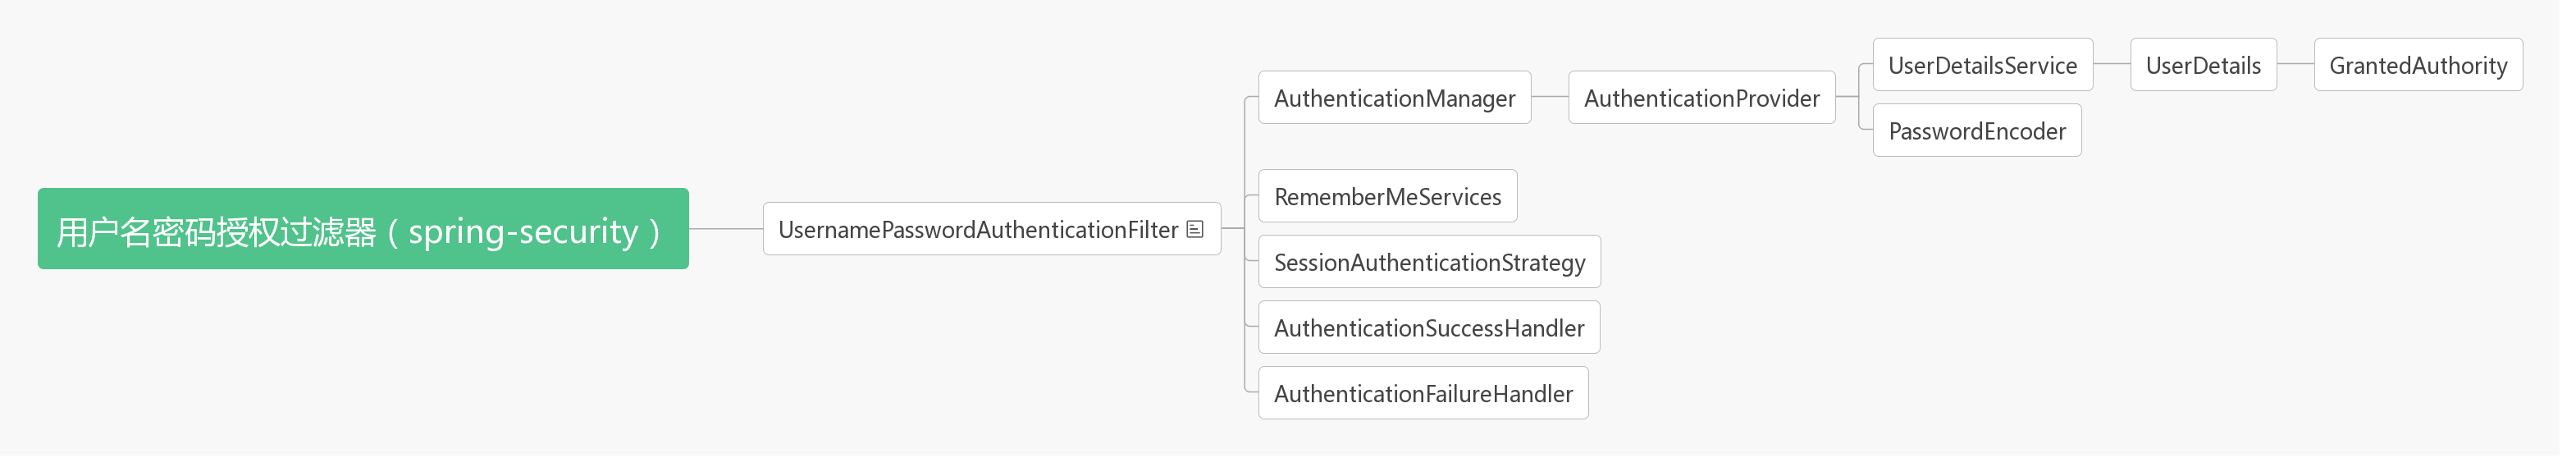 用户名密码授权过滤器（spring-security）
UsernamePasswordAuthenticationFilter
AuthenticationManager
AuthenticationProvider
UserDetailsService
UserDetails
GrantedAuthority
PasswordEncoder
RememberMeServices
SessionAuthenticationStrategy
AuthenticationSuccessHandler
AuthenticationFailureHandler